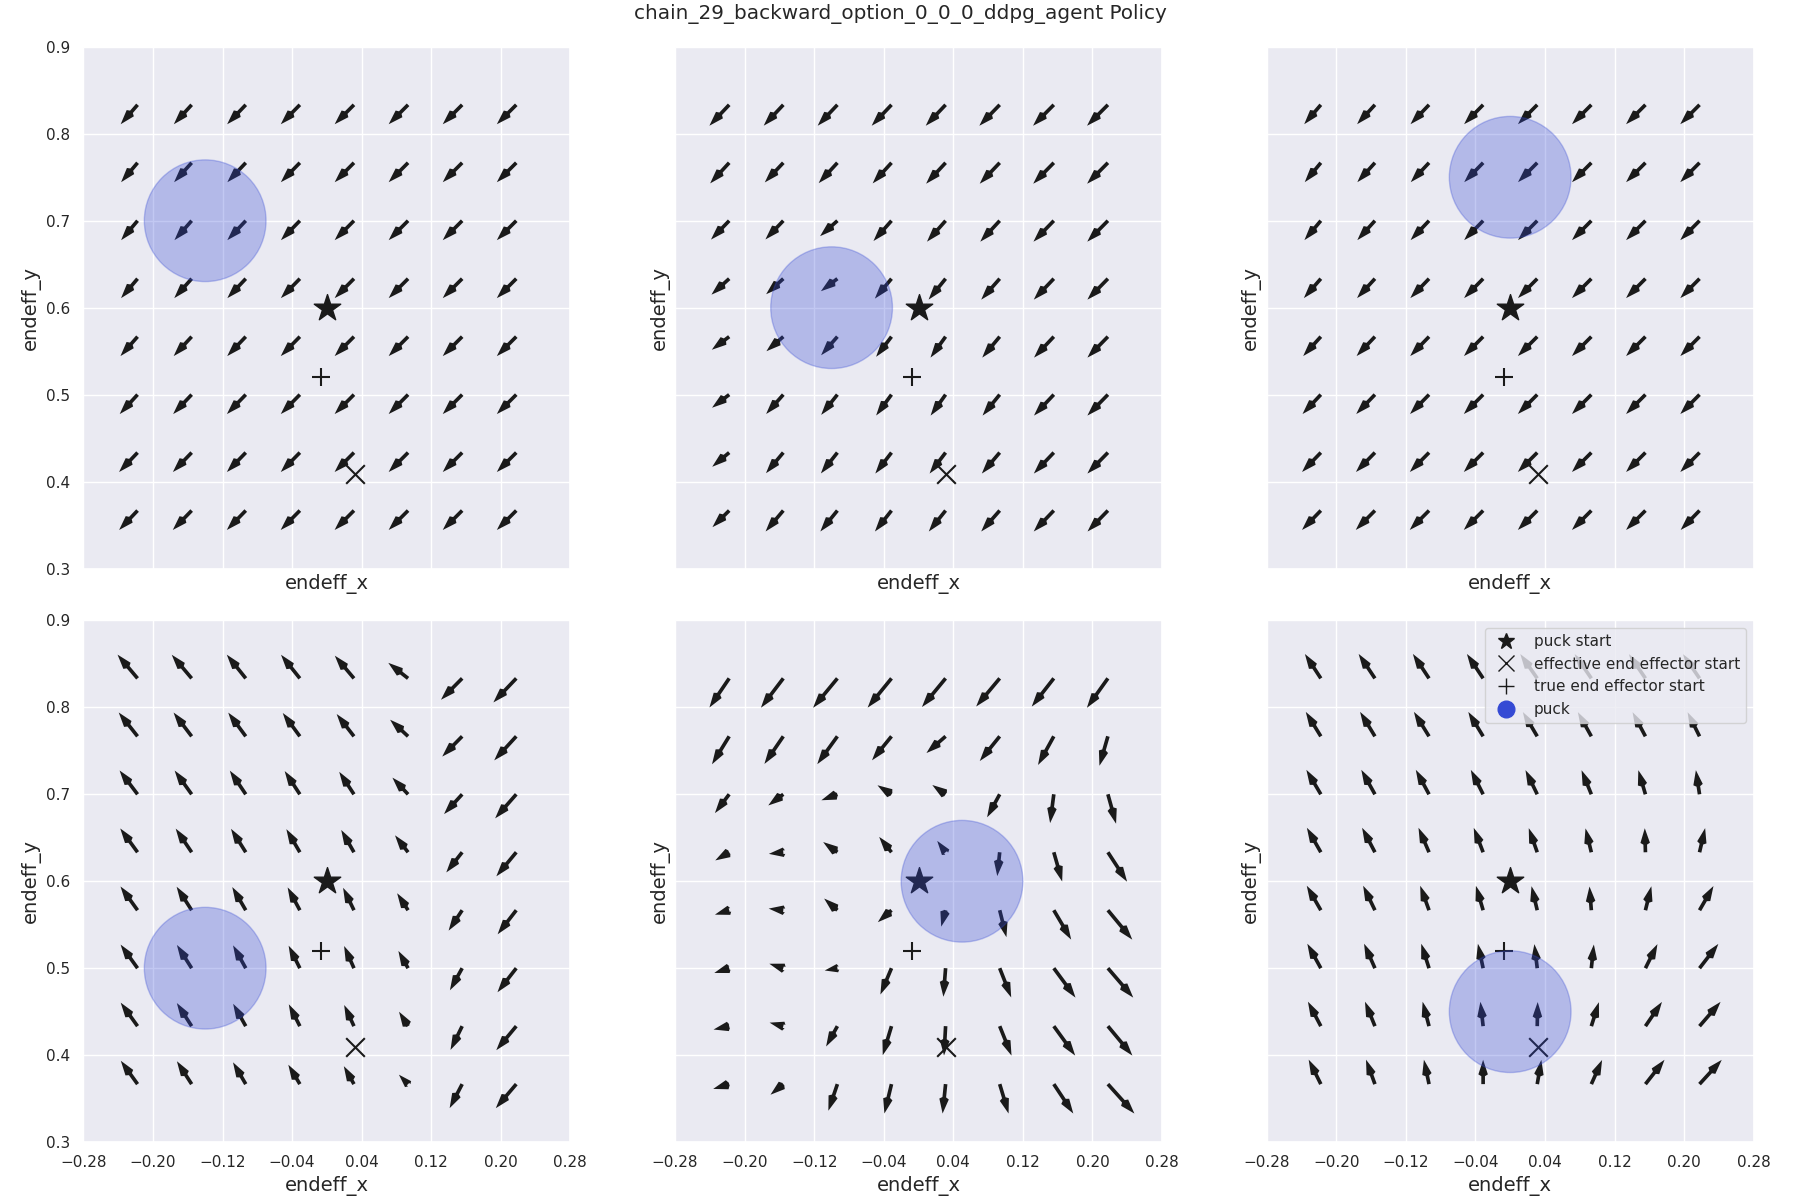 chain_29_backward_option_0_0_0_ddpg_agent Policy
0.9
0.8
0.7
0.6
0.5
0.4
0.3
endeff_y
endeff_x
endeff_y
endeff_x
endeff_y
endeff_x
0.9
0.8
0.7
0.6
0.5
0.4
0.3
endeff_y
−0.28 −0.20 −0.12 −0.04 0.04 0.12 0.20 0.28
endeff_x
endeff_y
−0.28 −0.20 −0.12 −0.04 0.04 0.12 0.20 0.28
endeff_x
puck start
effective end effector start
true end effector start
puck
endeff_y
−0.28 −0.20 −0.12 −0.04 0.04 0.12 0.20 0.28
endeff_x